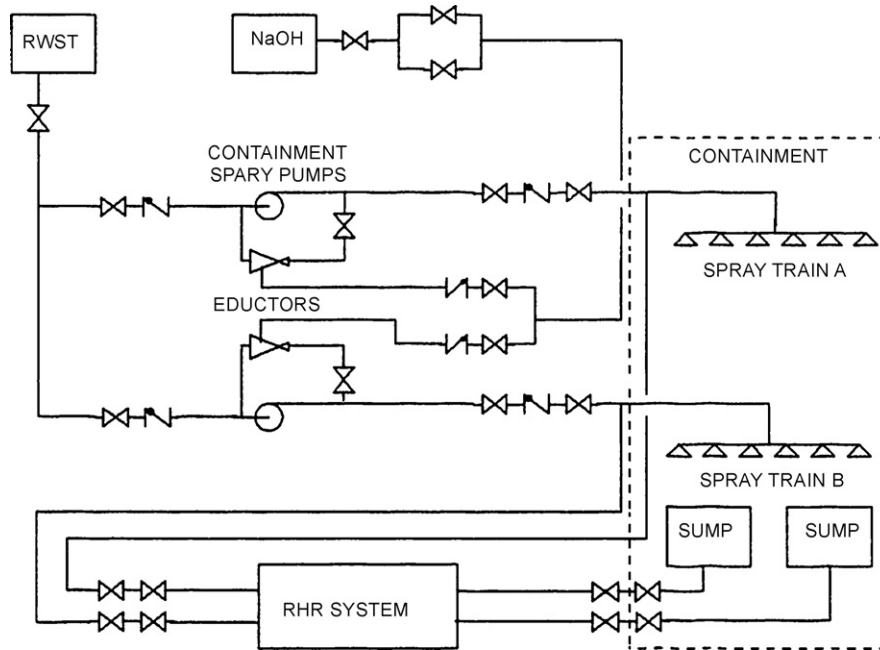 RWST
NaOH
CONTAINMENT
SPARY PUMPS
CONTAINMENT
SPRAY TRAIN A
EDUCTORS
SPRAY TRAIN B
SUMP
SUMP
RHR SYSTEM